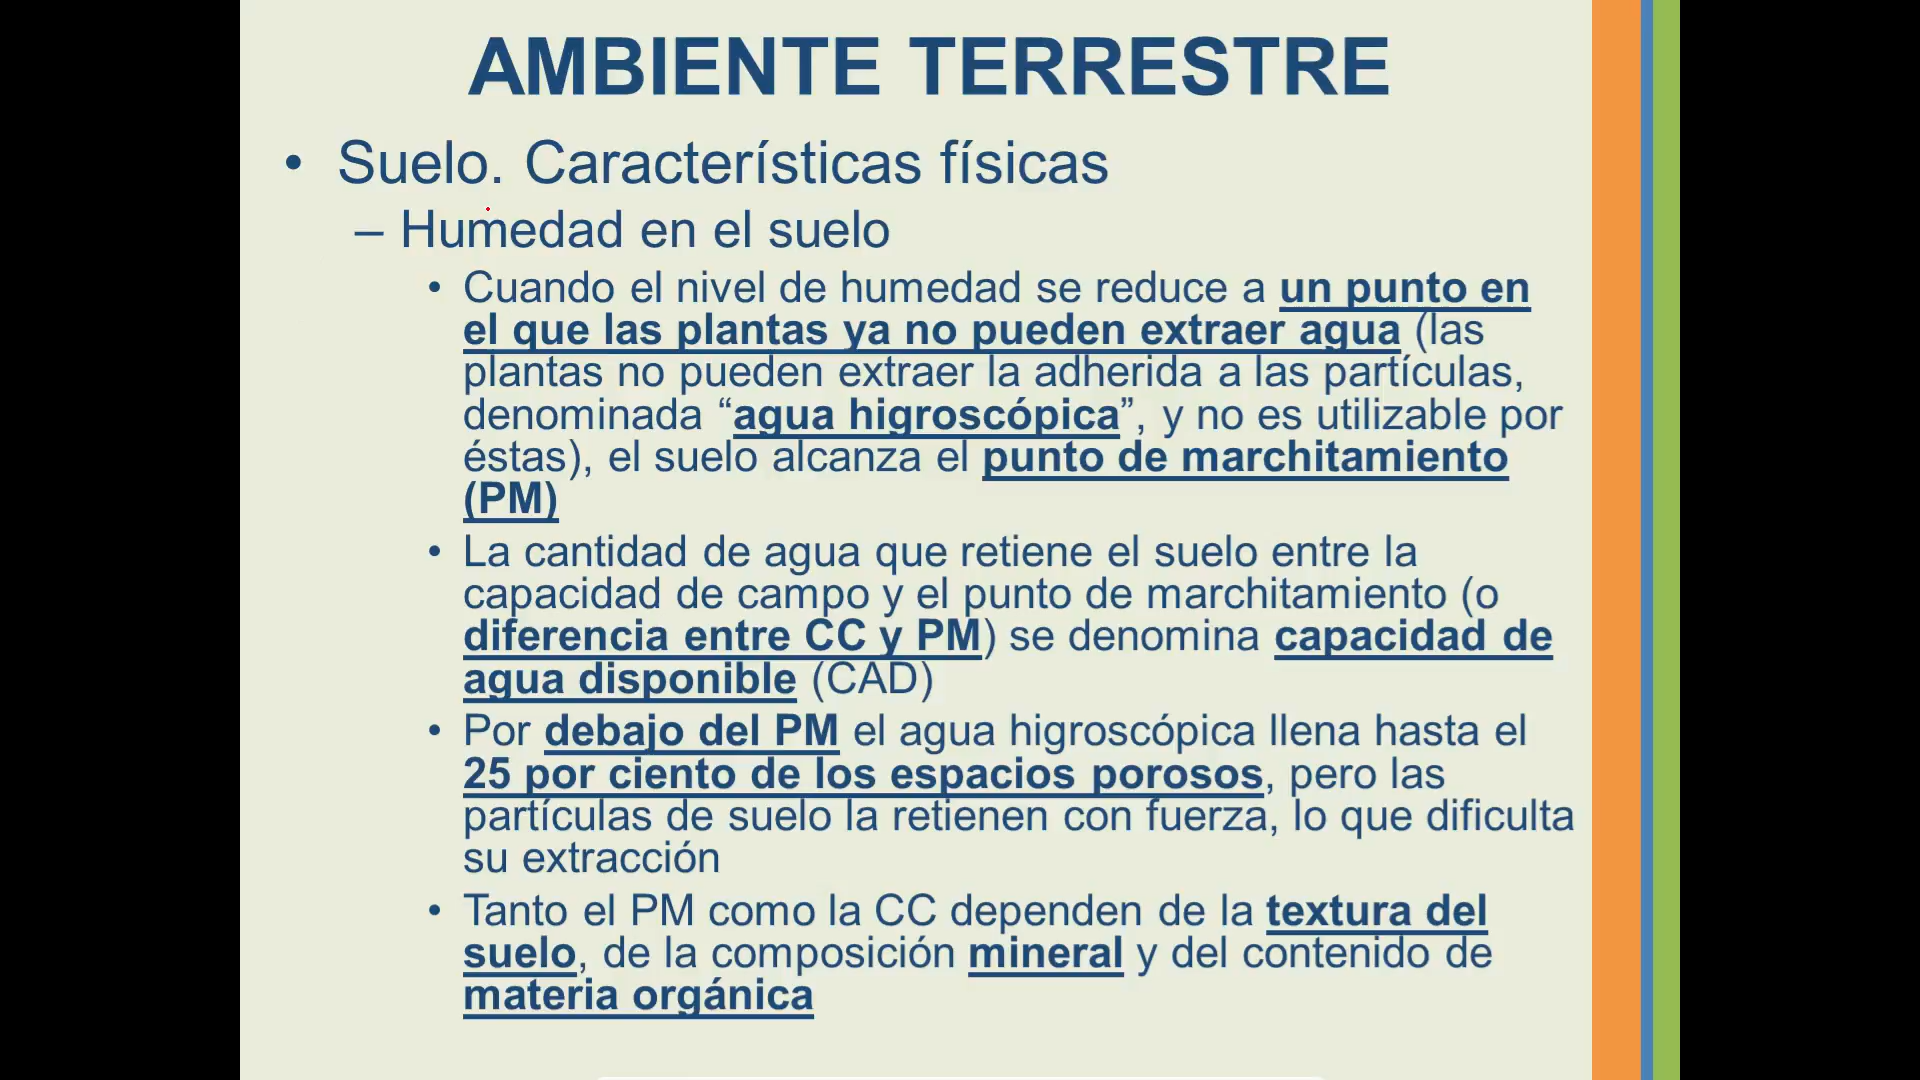 AMBIENTE TERRESTRE
• Suelo. Características físicas
– Humedad en el suelo
• Cuando el nivel de humedad se reduce a un punto en
el que las plantas ya no pueden extraer agua (las
plantas no pueden extraer la adherida a las partículas,
denominada “agua higroscópica”, y no es utilizable por
éstas), el suelo alcanza el punto de marchitamiento
(PM)
• La cantidad de agua que retiene el suelo entre la
capacidad de campo y el punto de marchitamiento (o
diferencia entre CC y PM) se denomina capacidad de
agua disponible (CAD)
• Por debajo del PM el agua higroscópica llena hasta el
25 por ciento de los espacios porosos, pero las
partículas de suelo la retienen con fuerza, lo que dificulta
su extracción
• Tanto el PM como la CC dependen de la textura del
suelo, de la composición mineral y del contenido de
materia orgánica